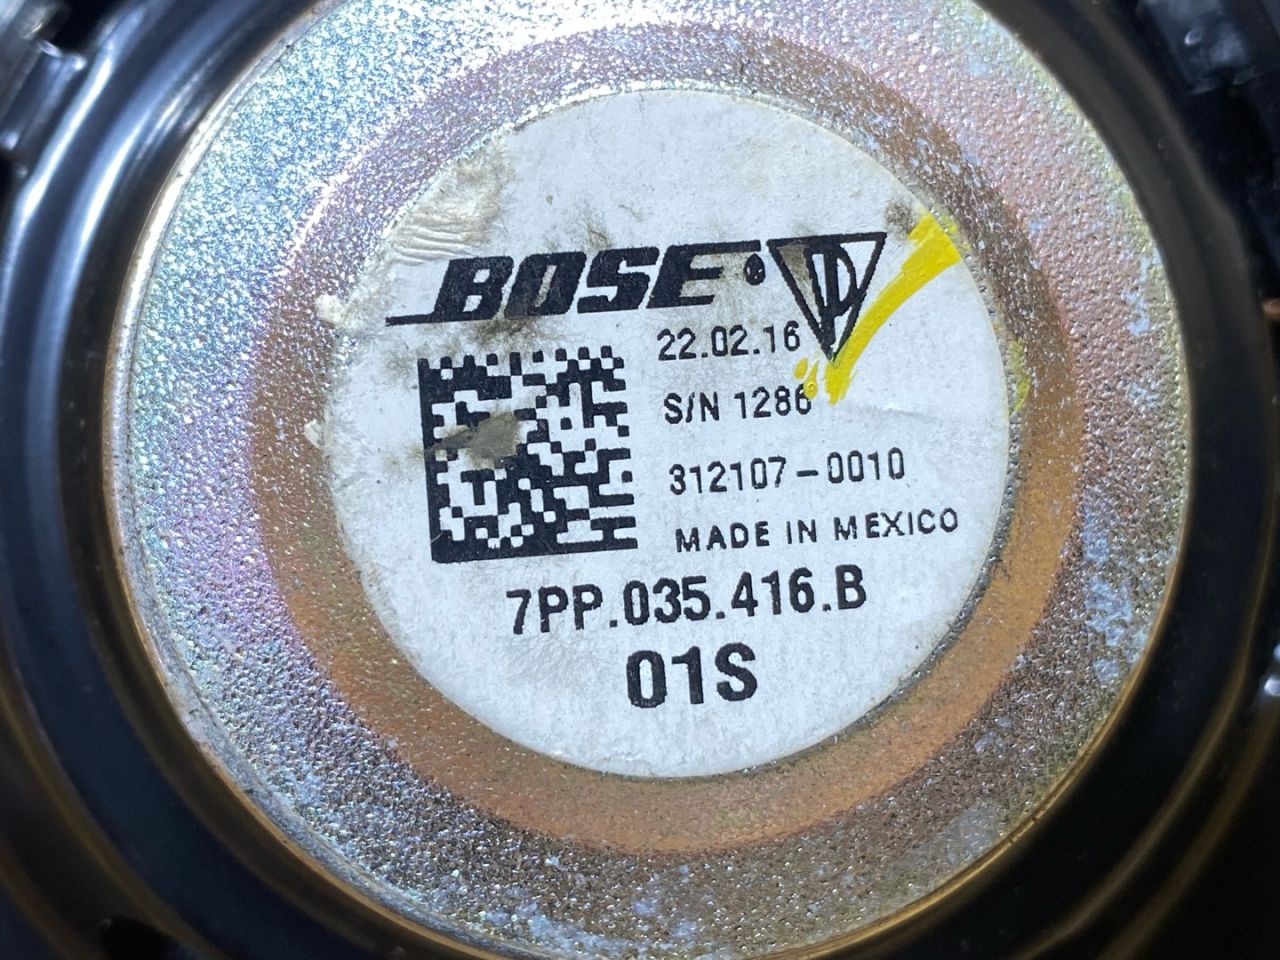 BOSE®
22.02.16
S/N 1286
312107-0010
MADE IN MEXICO
7PP.035.416.B
01S